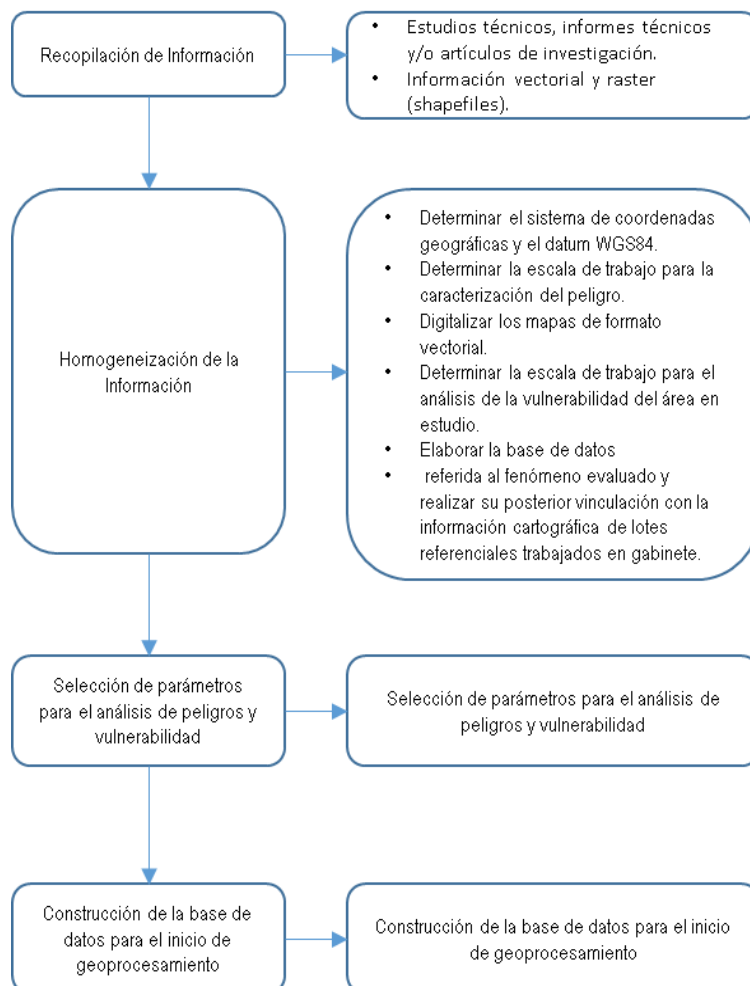 Recopilación de Información
• Estudios técnicos, informes técnicos
y/o artículos de investigación.
• Información vectorial y raster
(shapefiles).
Homogeneización de la
Información
• Determinar el sistema de coordenadas
geográficas y el datum WGS84.
• Determinar la escala de trabajo para la
caracterización del peligro.
• Digitalizar los mapas de formato
vectorial.
• Determinar la escala de trabajo para el
análisis de la vulnerabilidad del área en
estudio.
• Elaborar la base de datos
• referida al fenómeno evaluado y
realizar su posterior vinculación con la
información cartográfica de lotes
referenciales trabajados en gabinete.
Selección de parámetros
para el análisis de peligros y
vulnerabilidad
Selección de parámetros para el análisis de
peligros y vulnerabilidad
Construcción de la base de
datos para el inicio de
geoprocesamiento
Construcción de la base de datos para el inicio
de geoprocesamiento